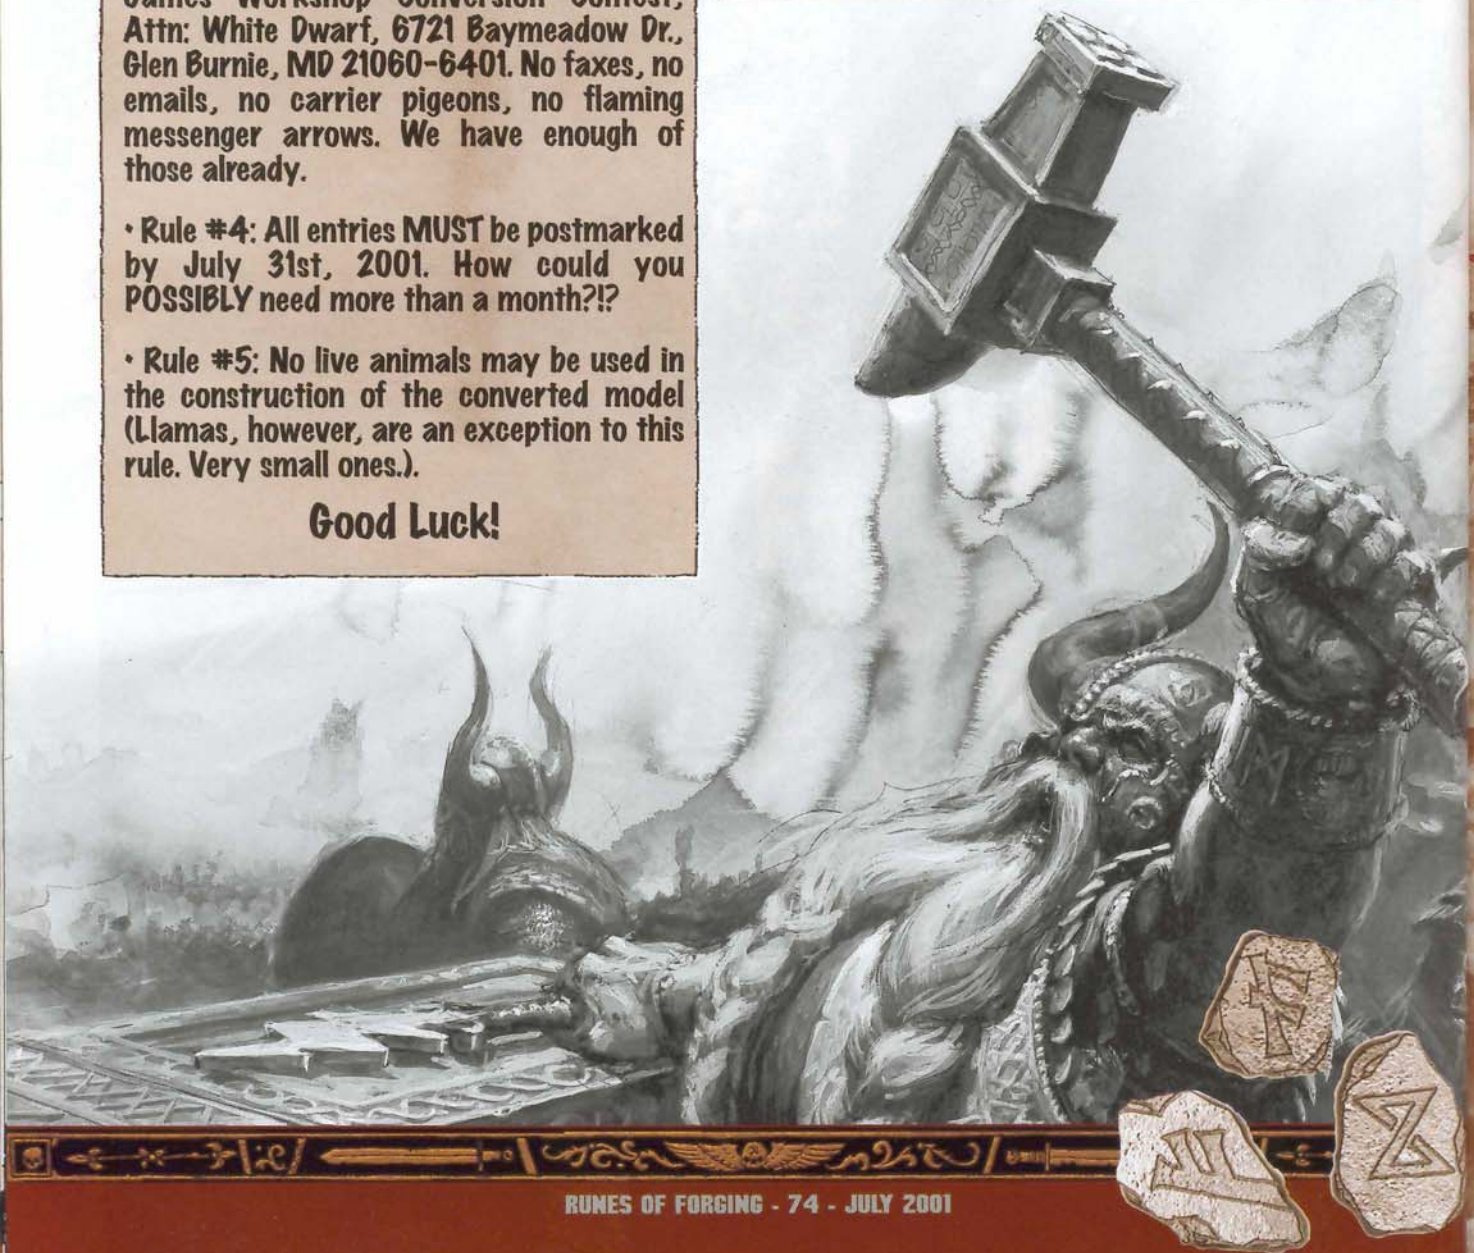 Games Workshop Conversion Contest,
Attn: White Dwarf, 6721 Baymeadow Dr.,
Glen Burnie, MD 21060-6401. No faxes, no
emails, no carrier pigeons, no flaming
messenger arrows. We have enough of
those already.
• Rule #4: All entries MUST be postmarked
by July 31st, 2001. How could you
POSSIBLY need more than a month?!?
• Rule #5: No live animals may be used in
the construction of the converted model
(Llamas, however, are an exception to this
rule. Very small ones.).
Good Luck!
RUNES OF FORGING - 74 - JULY 2001